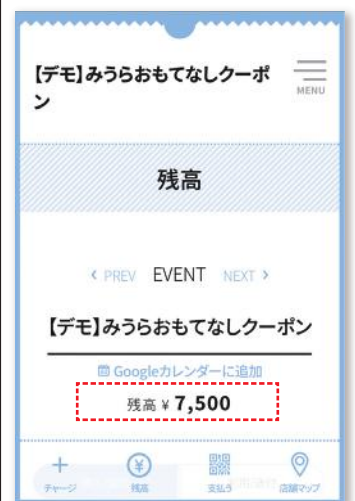 【デモ】みうらおもてなしクーポ
ン
MENU
残高
< PREV EVENT NEXT >
【デモ】みうらおもてなしクーポン
Googleカレンダーに追加
残高 ¥ 7,500
チャージ 残高 支払う 店舗マップ